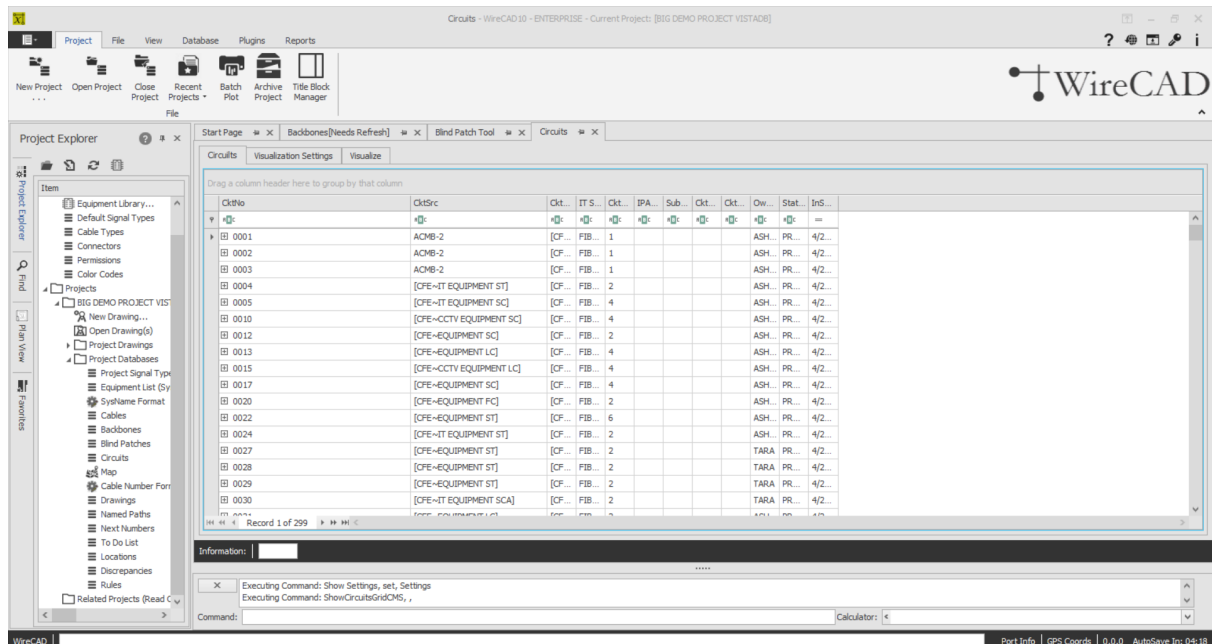 Circuits - WireCAD10 - ENTERPRISE - Current Project: [BIG DEMO PROJECT VISTADB]
Project File View Database Plugins Reports
New Project ... Open Project Close Project Recent Projects Batch Plot Archive Project Title Block Manager
File
WireCAD
Project Explorer
Start Page Backbones[Needs Refresh] Blind Patch Tool Circuits
Circuits Visualization Settings Visualize
Project Explorer
Find
Plan View
Favorites
Item
Equipment Library...
Default Signal Types
Cable Types
Connectors
Permissions
Color Codes
Projects
BIG DEMO PROJECT VIST
New Drawing...
Open Drawing(s)
Project Drawings
Project Databases
Project Signal Type
Equipment List (Sy
SysName Format
Cables
Backbones
Blind Patches
Circuits
Map
Cable Number Forr
Drawings
Named Paths
Next Numbers
To Do List
Locations
Discrepancies
Rules
Related Projects (Read C
Drag a column header here to group by that column
CktNo CktSrc Ckt... IT S... Ckt... IPA... Sub... Ckt... Ckt... Ow... Stat... InS...
0001 ACMB-2 [CF... FIB... 1 ASH... PR... 4/2...
0002 ACMB-2 [CF... FIB... 1 ASH... PR... 4/2...
0003 ACMB-2 [CF... FIB... 1 ASH... PR... 4/2...
0004 [CFE~IT EQUIPMENT ST] [CF... FIB... 2 ASH... PR... 4/2...
0005 [CFE~IT EQUIPMENT SC] [CF... FIB... 4 ASH... PR... 4/2...
0010 [CFE~CCTV EQUIPMENT SC] [CF... FIB... 4 ASH... PR... 4/2...
0012 [CFE~EQUIPMENT SC] [CF... FIB... 2 ASH... PR... 4/2...
0013 [CFE~EQUIPMENT LC] [CF... FIB... 4 ASH... PR... 4/2...
0015 [CFE~CCTV EQUIPMENT LC] [CF... FIB... 4 ASH... PR... 4/2...
0017 [CFE~EQUIPMENT SC] [CF... FIB... 4 ASH... PR... 4/2...
0020 [CFE~EQUIPMENT FC] [CF... FIB... 2 ASH... PR... 4/2...
0022 [CFE~EQUIPMENT ST] [CF... FIB... 6 ASH... PR... 4/2...
0024 [CFE~IT EQUIPMENT ST] [CF... FIB... 2 ASH... PR... 4/2...
0027 [CFE~EQUIPMENT ST] [CF... FIB... 2 TARA PR... 4/2...
0028 [CFE~EQUIPMENT ST] [CF... FIB... 2 TARA PR... 4/2...
0029 [CFE~EQUIPMENT ST] [CF... FIB... 2 TARA PR... 4/2...
0030 [CFE~IT EQUIPMENT SCA] [CF... FIB... 2 TARA PR... 4/2...
Record 1 of 299
Information:
Executing Command: Show Settings, set, Settings
Executing Command: ShowCircuitsGridCMS, ,
Command: Calculator: <
WireCAD Port Info GPS Coords 0.0.0 AutoSave In: 04:18